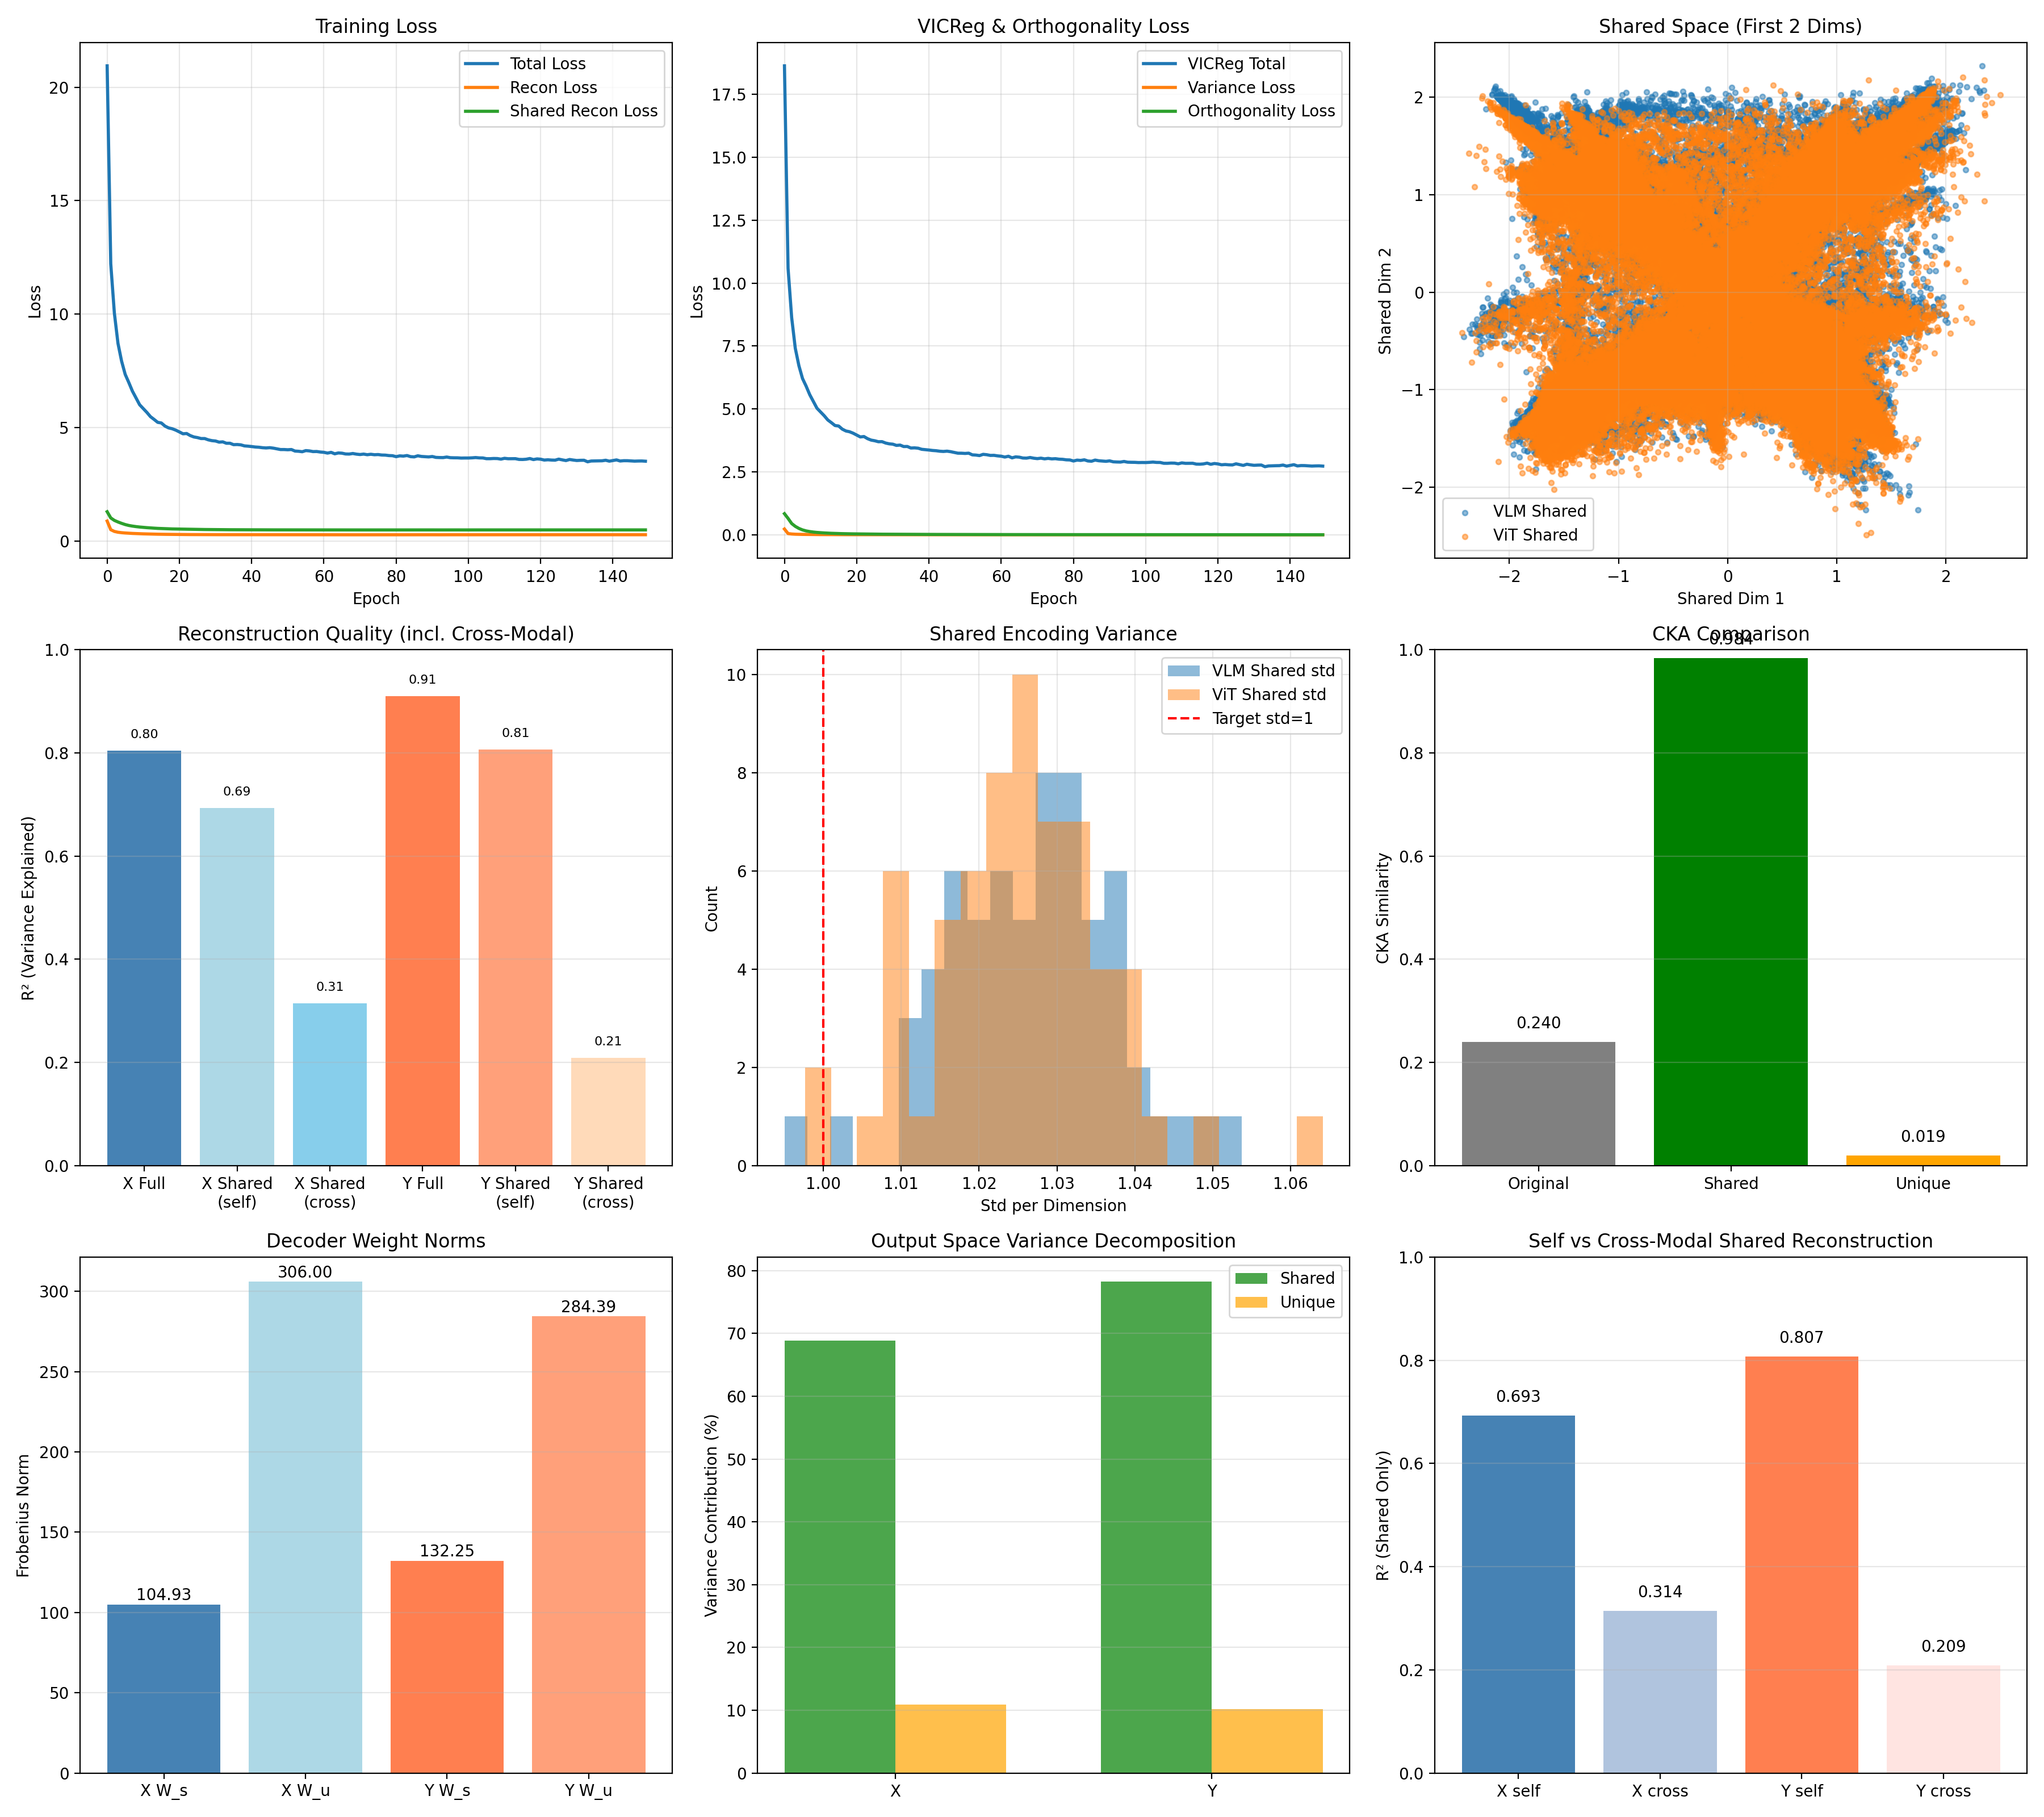 Training Loss
Total Loss
Recon Loss
Shared Recon Loss
20
15
10
5
0
Loss
0 20 40 60 80 100 120 140
Epoch
VICReg & Orthogonality Loss
VICReg Total
Variance Loss
Orthogonality Loss
17.5
15.0
12.5
10.0
7.5
5.0
2.5
0.0
Loss
0 20 40 60 80 100 120 140
Epoch
Shared Space (First 2 Dims)
2
1
0
−1
−2
Shared Dim 2
VLM Shared
ViT Shared
−2 −1 0 1 2
Shared Dim 1
Reconstruction Quality (incl. Cross-Modal)
1.0
0.8
0.6
0.4
0.2
0.0
R² (Variance Explained)
0.80
0.69
0.31
0.91
0.81
0.21
X Full
X Shared
(self)
X Shared
(cross)
Y Full
Y Shared
(self)
Y Shared
(cross)
Shared Encoding Variance
VLM Shared std
ViT Shared std
Target std=1
10
8
6
4
2
0
Count
1.00 1.01 1.02 1.03 1.04 1.05 1.06
Std per Dimension
CKA Comparison
0.984
1.0
0.8
0.6
0.4
0.2
0.0
CKA Similarity
0.240
0.019
Original Shared Unique
Decoder Weight Norms
300
250
200
150
100
50
0
Frobenius Norm
104.93
306.00
132.25
284.39
X W_s X W_u Y W_s Y W_u
Output Space Variance Decomposition
Shared
Unique
80
70
60
50
40
30
20
10
0
Variance Contribution (%)
X Y
Self vs Cross-Modal Shared Reconstruction
1.0
0.8
0.6
0.4
0.2
0.0
R² (Shared Only)
0.693
0.314
0.807
0.209
X self X cross Y self Y cross